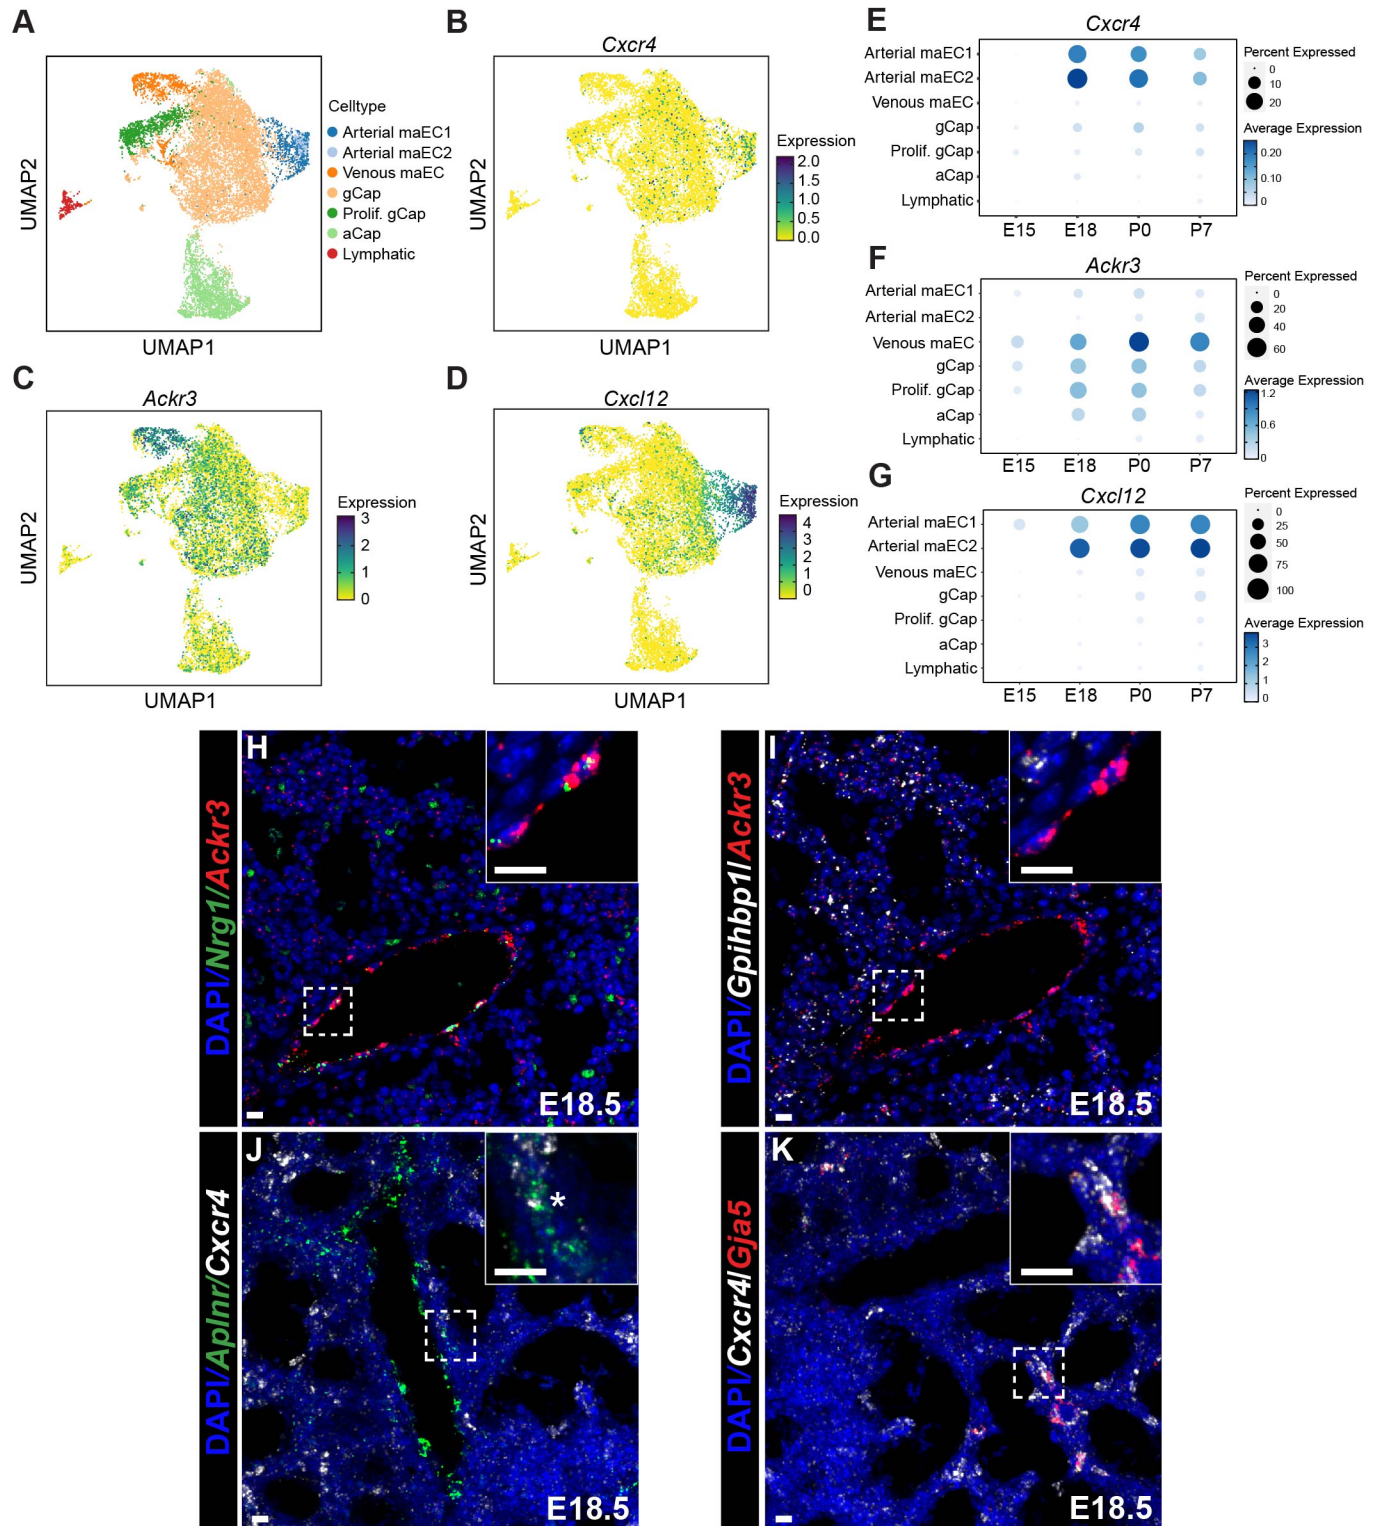 A
UMAP2
UMAP1
Celltype
Arterial maEC1
Arterial maEC2
Venous maEC
gCap
Prolif. gCap
aCap
Lymphatic
B
Cxcr4
UMAP2
UMAP1
Expression
2.0
1.5
1.0
0.5
0.0
C
Ackr3
UMAP2
UMAP1
Expression
3
2
1
0
D
Cxcl12
UMAP2
UMAP1
Expression
4
3
2
1
0
E
Cxcr4
Arterial maEC1
Arterial maEC2
Venous maEC
gCap
Prolif. gCap
aCap
Lymphatic
E15 E18 P0 P7
Percent Expressed
0
10
20
Average Expression
0.20
0.10
0
F
Ackr3
Arterial maEC1
Arterial maEC2
Venous maEC
gCap
Prolif. gCap
aCap
Lymphatic
E15 E18 P0 P7
Percent Expressed
0
20
40
60
Average Expression
1.2
0.6
0
G
Cxcl12
Arterial maEC1
Arterial maEC2
Venous maEC
gCap
Prolif. gCap
aCap
Lymphatic
E15 E18 P0 P7
Percent Expressed
0
25
50
75
100
Average Expression
3
2
1
0
DAPI/Nrg1/Ackr3
H
E18.5
DAPI/Gpihbp1/Ackr3
I
E18.5
DAPI/Aplnr/Cxcr4
J
*
E18.5
DAPI/Cxcr4/Gja5
K
E18.5